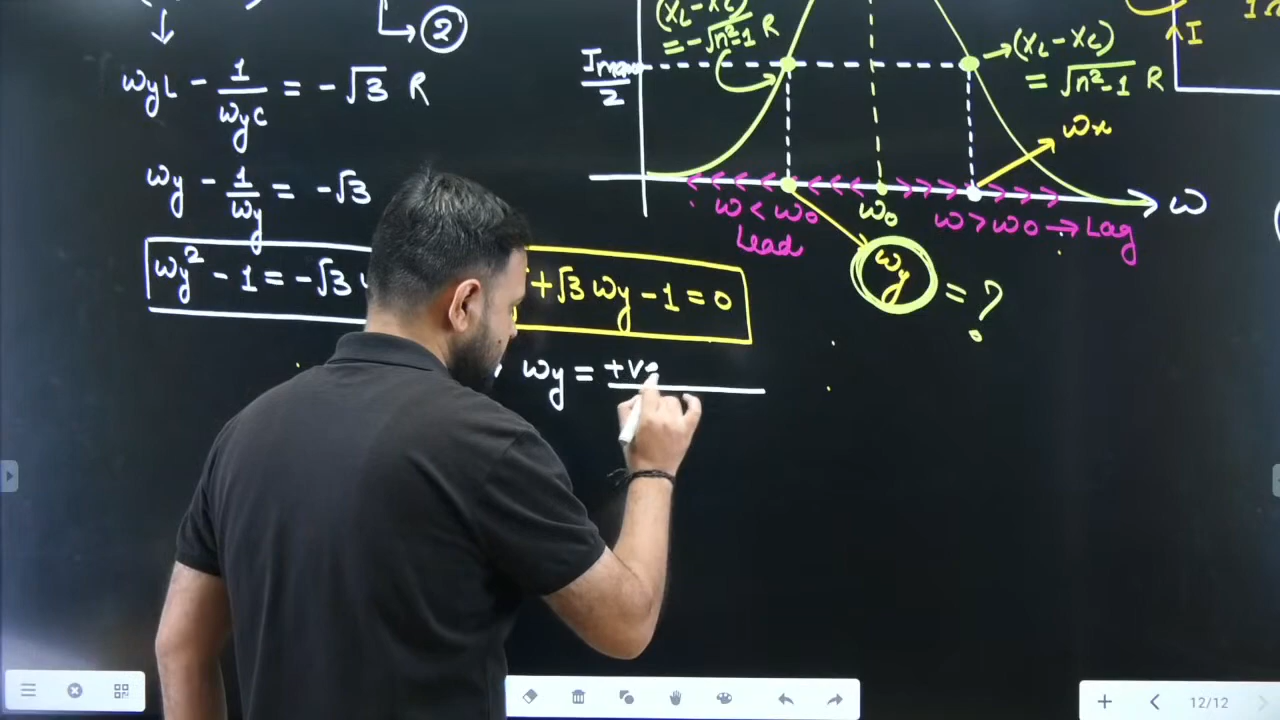 ②
ωyL − 1/ωyC = −√3 R
ωy − 1/ωy = −√3
ωy² − 1 = −√3
+√3 ωy − 1 = 0
ωy = +ve
(XL − XC)
= −√n²−1 R
Imax/2
(XL − XC)
= √n²−1 R
ωx
I
ω
ω < ω₀
Lead
ω₀
ω > ω₀ → Lag
ωy = ?
12/12